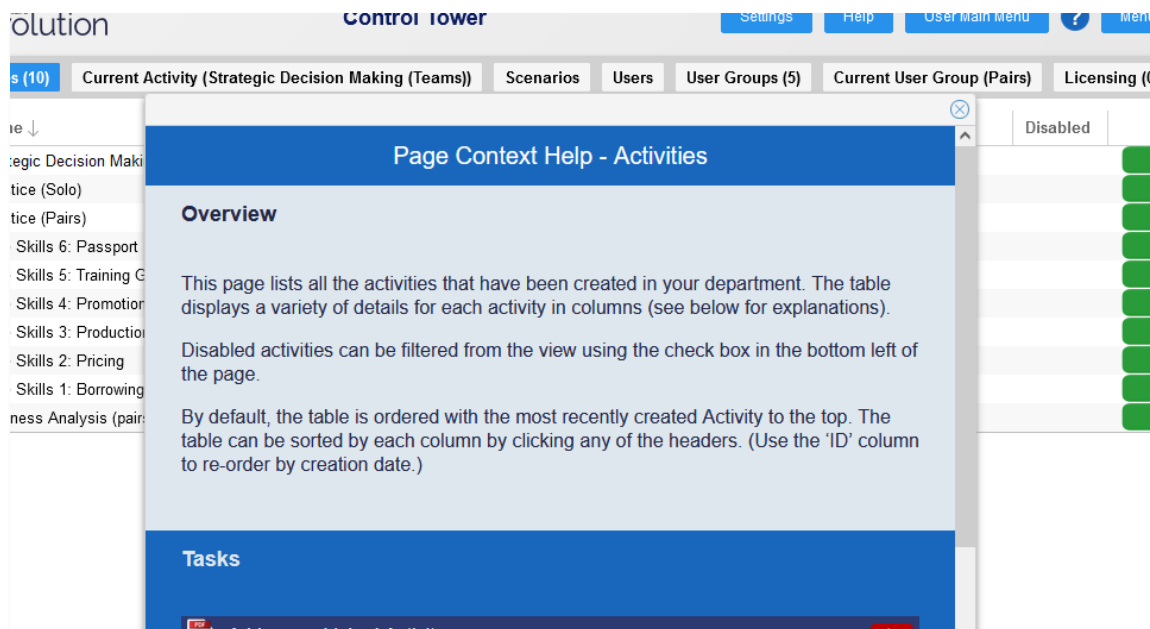 olution
Control Tower
Settings
Help
User Main Menu
?
Menu
s (10)
Current Activity (Strategic Decision Making (Teams))
Scenarios
Users
User Groups (5)
Current User Group (Pairs)
Licensing (0
ne ↓
Disabled
Page Context Help - Activities
tegic Decision Maki
tice (Solo)
tice (Pairs)
Skills 6: Passport
Skills 5: Training G
Skills 4: Promotion
Skills 3: Production
Skills 2: Pricing
Skills 1: Borrowing
ness Analysis (pair
Overview
This page lists all the activities that have been created in your department. The table
displays a variety of details for each activity in columns (see below for explanations).
Disabled activities can be filtered from the view using the check box in the bottom left of
the page.
By default, the table is ordered with the most recently created Activity to the top. The
table can be sorted by each column by clicking any of the headers. (Use the ‘ID’ column
to re-order by creation date.)
Tasks
PDF